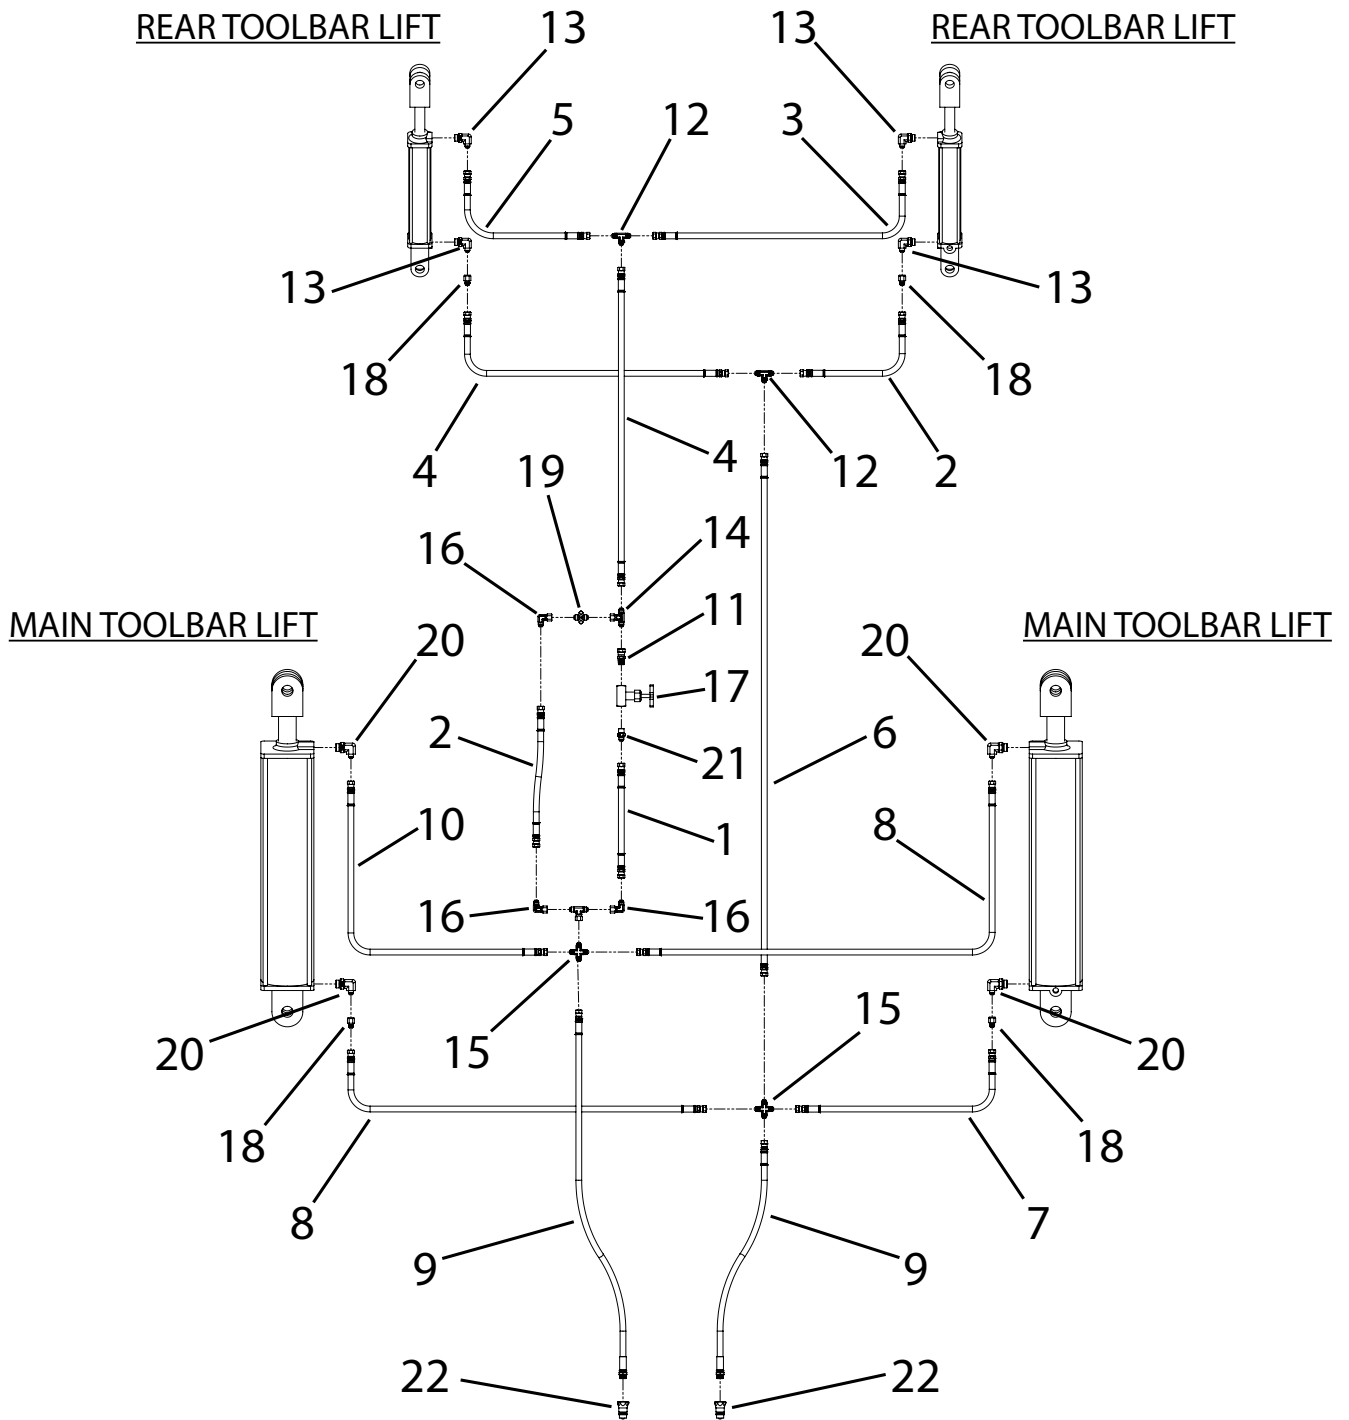 REAR TOOLBAR LIFT 13 13 REAR TOOLBAR LIFT
5 12 3
13 13
18 18
4 19 4 12 2
16 14
MAIN TOOLBAR LIFT 20 11 20 MAIN TOOLBAR LIFT
17
2 21 6
10 1 8
16 16
20 15 15 20
18 18
8 7
9 9
22 22